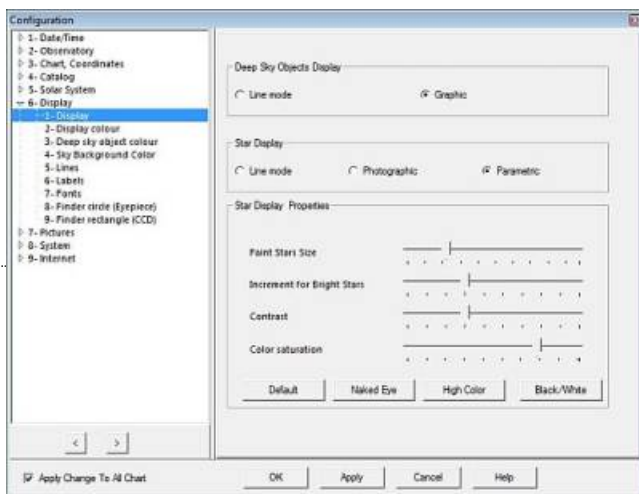 Configuration
1- Date/Time
2- Observatory
3- Chart, Coordinates
4- Catalog
5- Solar System
6- Display
1- Display
2- Display colour
3- Deep sky object colour
4- Sky Background Color
5- Lines
6- Labels
7- Fonts
8- Finder circle (Eyepiece)
9- Finder rectangle (CCD)
7- Pictures
8- System
9- Internet
< >
Apply Change To All Chart
Deep Sky Objects Display
Line mode Graphic
Star Display
Line mode Photographic Parametric
Star Display Properties
Faint Stars Size
Increment for Bright Stars
Contrast
Color saturation
Default Naked Eye High Color Black/White
OK Apply Cancel Help